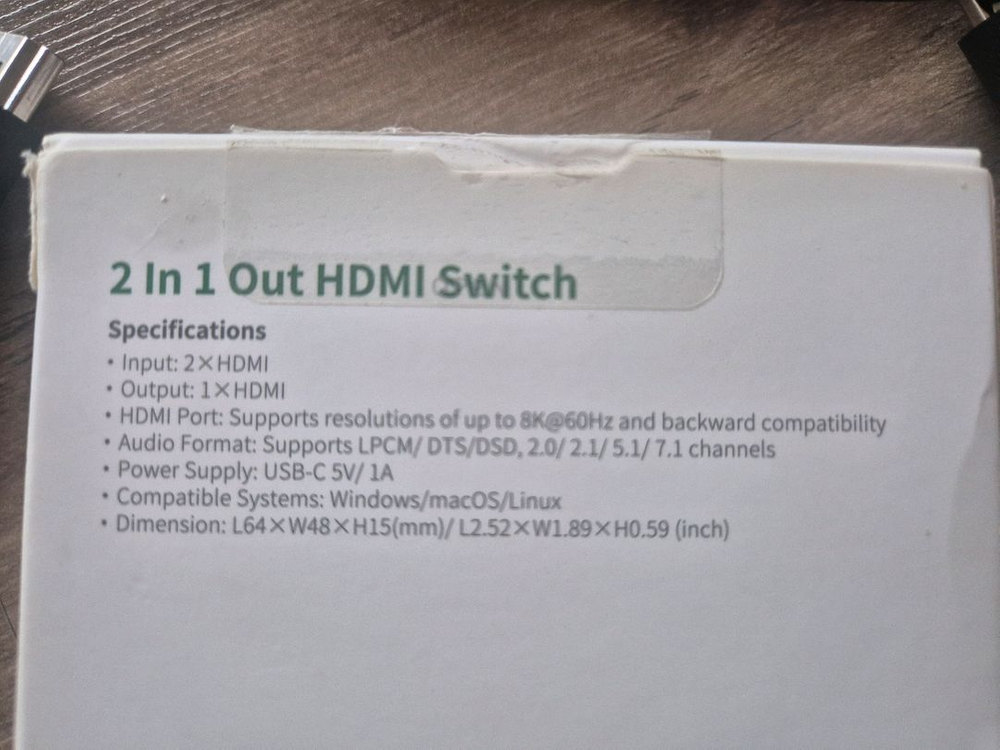 2 In 1 Out HDMI Switch
Specifications
• Input: 2×HDMI
• Output: 1×HDMI
• HDMI Port: Supports resolutions of up to 8K@60Hz and backward compatibility
• Audio Format: Supports LPCM/ DTS/DSD, 2.0/ 2.1/ 5.1/ 7.1 channels
• Power Supply: USB-C 5V/ 1A
• Compatible Systems: Windows/macOS/Linux
• Dimension: L64×W48×H15(mm)/ L2.52×W1.89×H0.59 (inch)